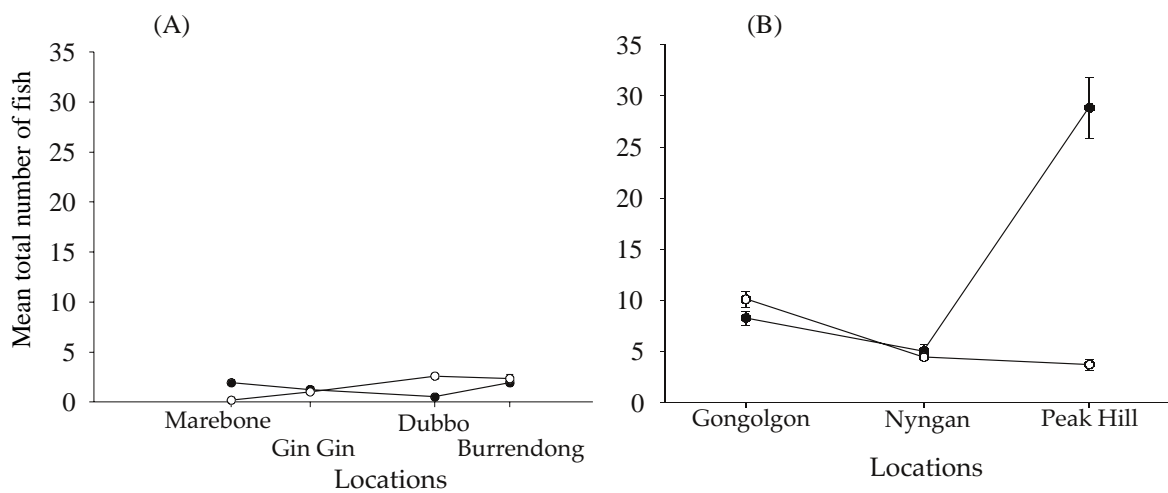 (A)
Mean total number of fish
35
30
25
20
15
10
5
0
Marebone
Gin Gin
Dubbo
Burrendong
Locations
(B)
35
30
25
20
15
10
5
0
Gongolgon
Nyngan
Peak Hill
Locations